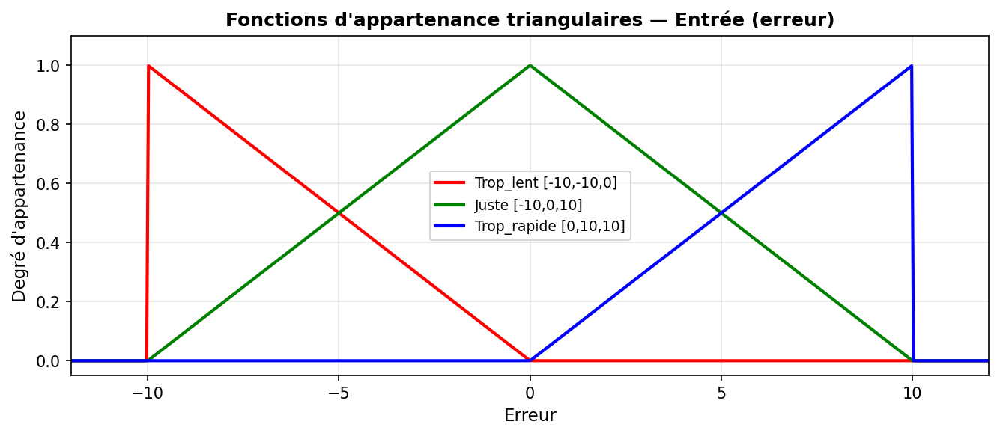 Fonctions d'appartenance triangulaires — Entrée (erreur)
Degré d'appartenance
1.0
0.8
0.6
0.4
0.2
0.0
Trop_lent [-10,-10,0]
Juste [-10,0,10]
Trop_rapide [0,10,10]
−10 −5 0 5 10
Erreur